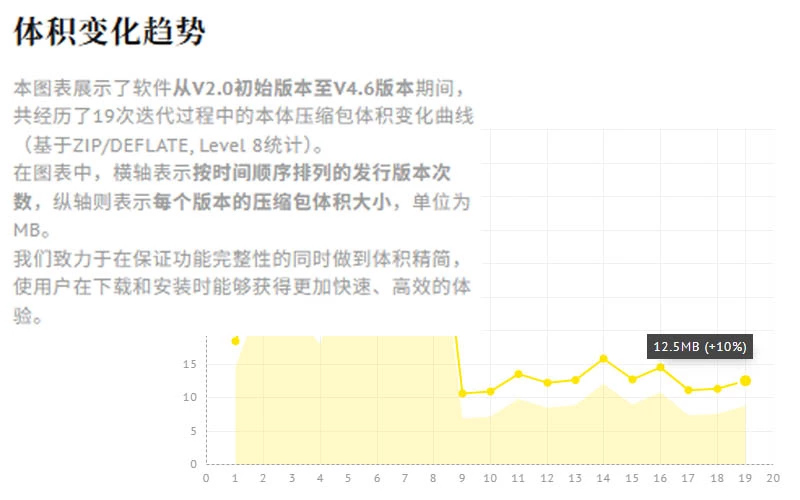 体积变化趋势
本图表展示了软件从V2.0初始版本至V4.6版本期间，
共经历了19次迭代过程中的本体压缩包体积变化曲线
（基于ZIP/DEFLATE, Level 8统计）。
在图表中，横轴表示按时间顺序排列的发行版本次
数，纵轴则表示每个版本的压缩包体积大小，单位为
MB。
我们致力于在保证功能完整性的同时做到体积精简，
使用户在下载和安装时能够获得更加快速、高效的体
验。
12.5MB (+10%)
15
10
5
0
0 1 2 3 4 5 6 7 8 9 10 11 12 13 14 15 16 17 18 19 20